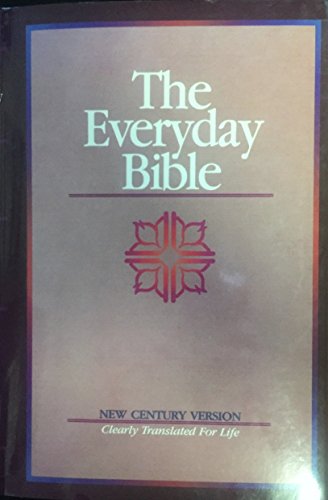 The
Everyday
Bible
NEW CENTURY VERSION
Clearly Translated For Life